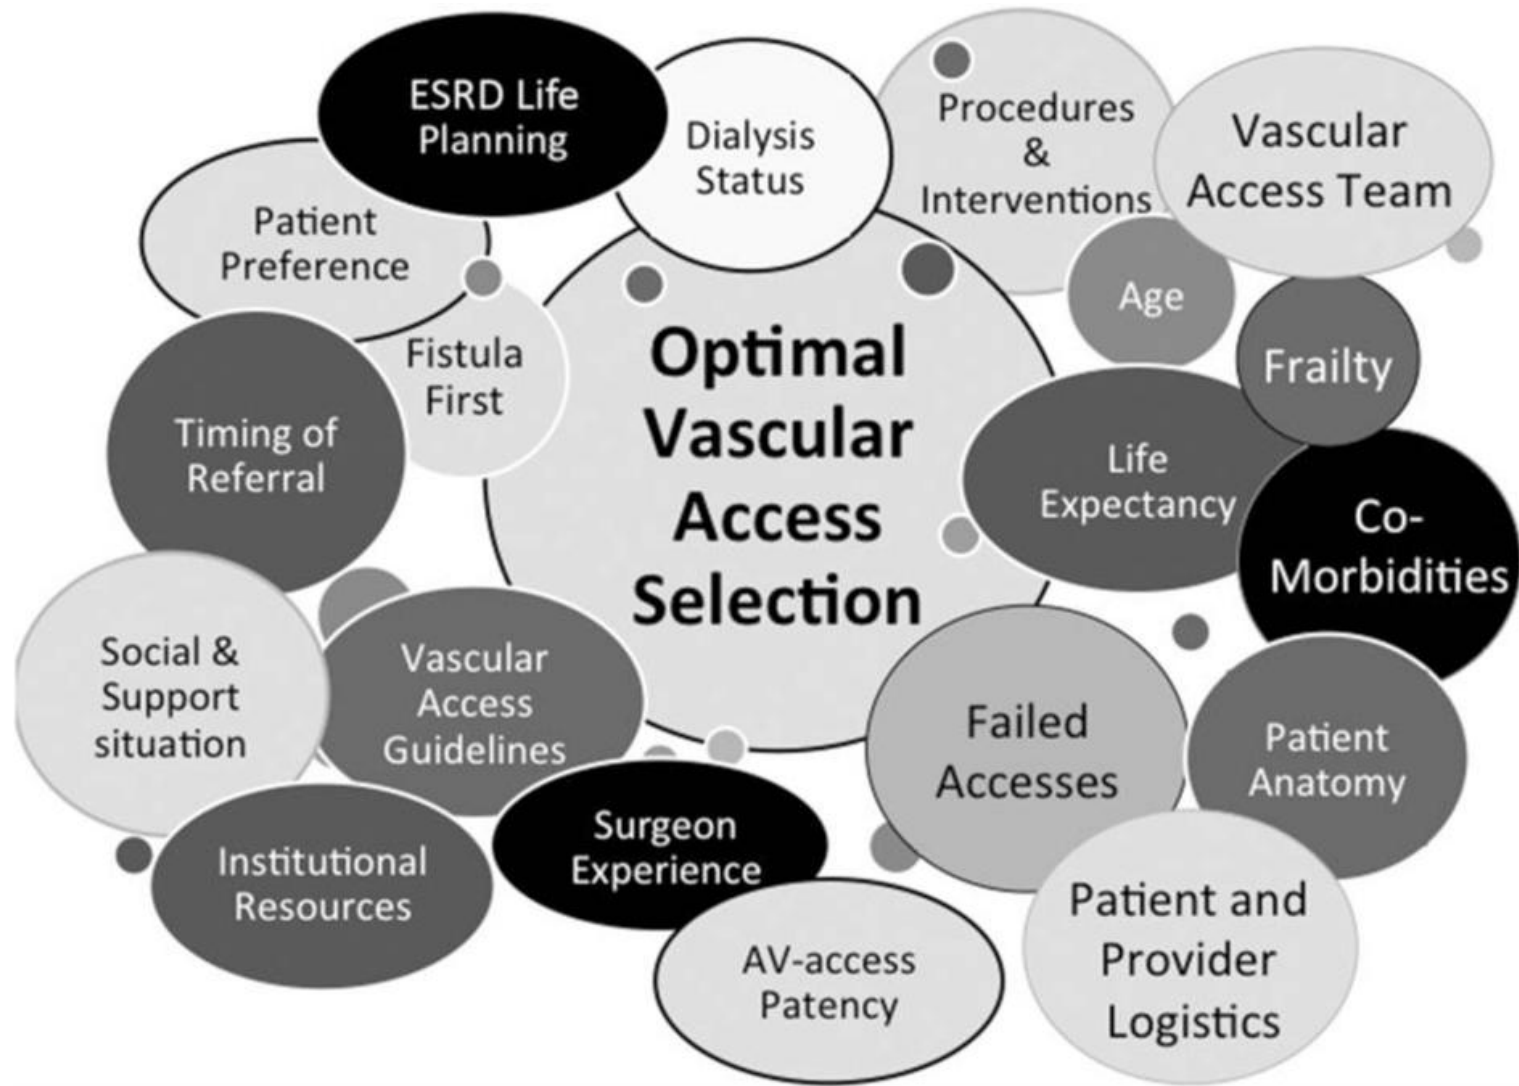 ESRD Life
Planning
Dialysis
Status
Procedures
&
Interventions
Vascular
Access Team
Patient
Preference
Age
Fistula
First
Frailty
Optimal
Vascular
Access
Selection
Timing of
Referral
Life
Expectancy
Co-
Morbidities
Social &
Support
situation
Vascular
Access
Guidelines
Failed
Accesses
Patient
Anatomy
Surgeon
Experience
Institutional
Resources
Patient and
Provider
Logistics
AV-access
Patency